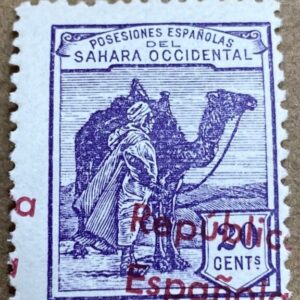 POSESIONES ESPAÑOLAS
DEL
SAHARA OCCIDENTAL
República
Española
20
CENTS
a
a